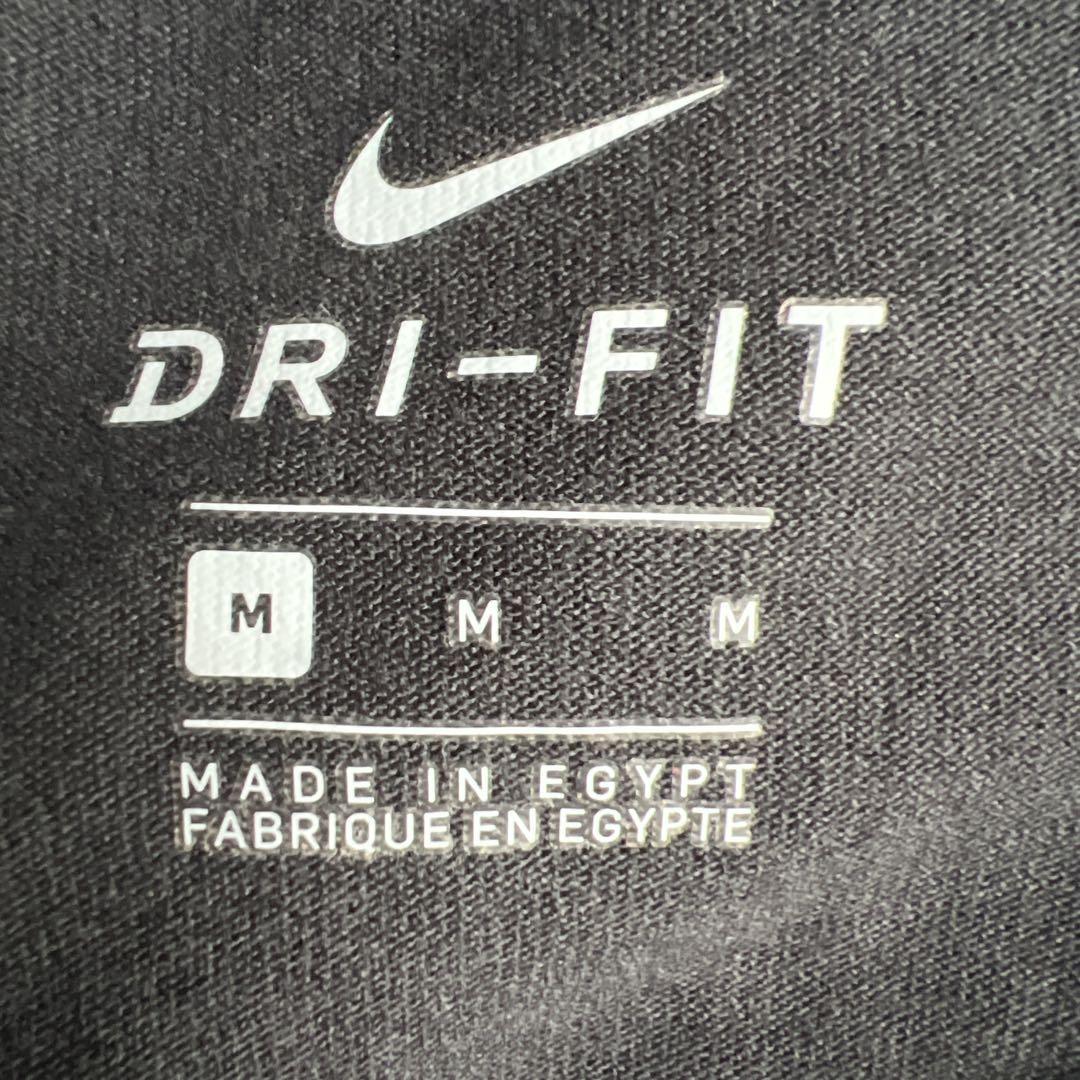 DRI-FIT
M M M
MADE IN EGYPT
FABRIQUE EN EGYPTE